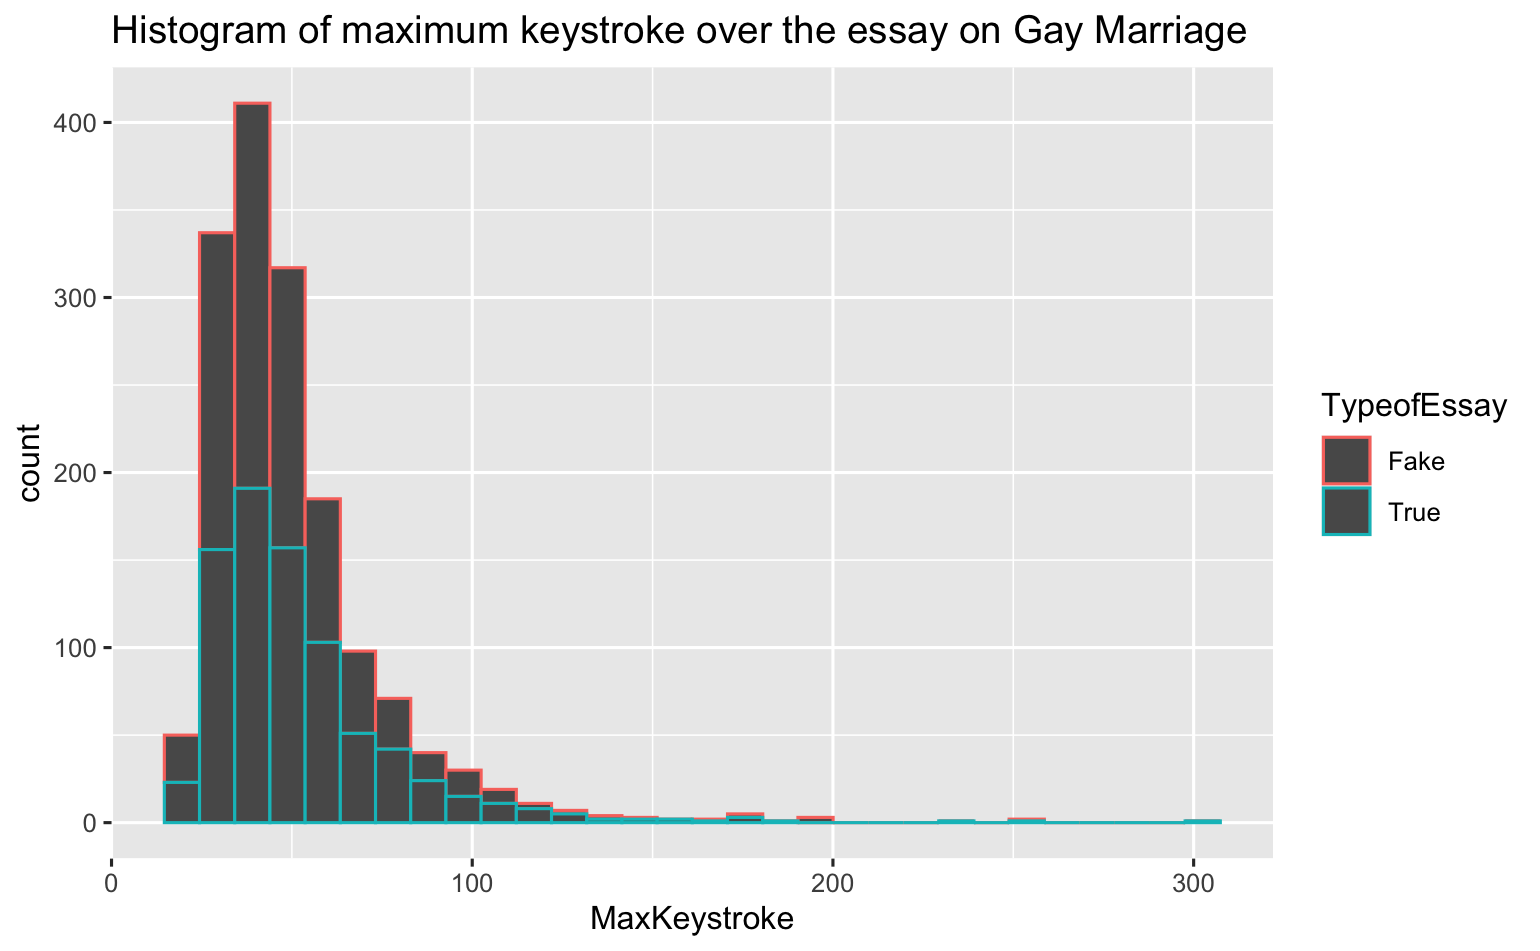 Histogram of maximum keystroke over the essay on Gay Marriage
count
400
300
200
100
0
0 100 200 300
MaxKeystroke
TypeofEssay
Fake
True